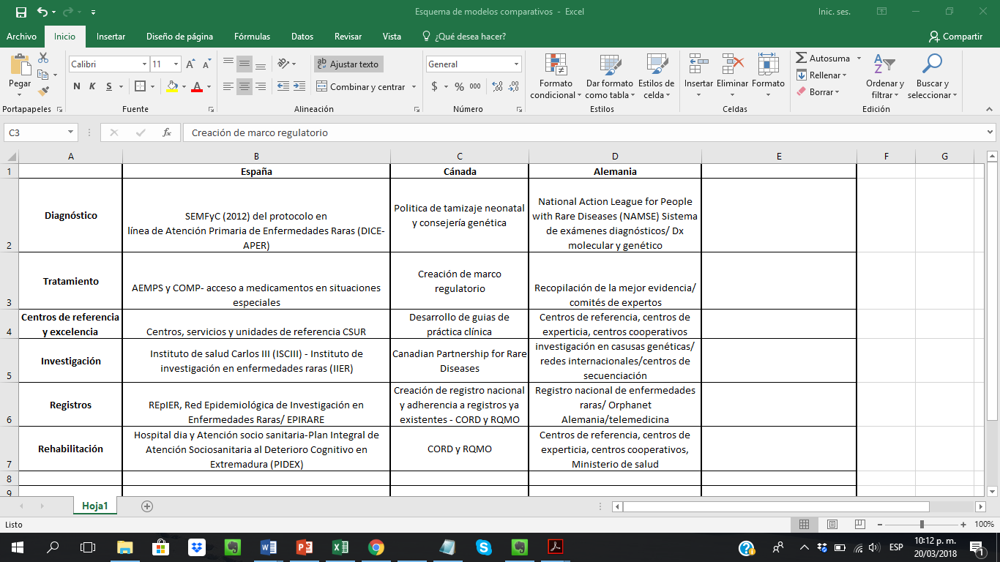 Esquema de modelos comparativos - Excel
Inic. ses.
Archivo Inicio Insertar Diseño de página Fórmulas Datos Revisar Vista ¿Qué desea hacer? Compartir
Pegar
Calibri 11
N K S
A
Ajustar texto
Combinar y centrar
General
$ % 000
Formato condicional
Dar formato como tabla
Estilos de celda
Insertar Eliminar Formato
Autosuma
Rellenar
Borrar
Ordenar y filtrar
Buscar y seleccionar
Portapapeles Fuente Alineación Número Estilos Celdas Edición
C3 fx Creación de marco regulatorio
A B C D E F G
1 España Cánada Alemania
2
Diagnóstico
SEMFyC (2012) del protocolo en
línea de Atención Primaria de Enfermedades Raras (DICE-
APER)
Politica de tamizaje neonatal
y consejería genética
National Action League for People
with Rare Diseases (NAMSE) Sistema
de exámenes diagnósticos/ Dx
molecular y genético
3
Tratamiento
AEMPS y COMP- acceso a medicamentos en situaciones
especiales
Creación de marco
regulatorio
Recopilación de la mejor evidencia/
comités de expertos
4
Centros de referencia
y excelencia
Centros, servicios y unidades de referencia CSUR
Desarrollo de guias de
práctica clínica
Centros de referencia, centros de
experticia, centros cooperativos
5
Investigación
Instituto de salud Carlos III (ISCIII) - Instituto de
investigación en enfermedades raras (IIER)
Canadian Partnership for Rare
Diseases
investigación en casusas genéticas/
redes internacionales/centros de
secuenciación
6
Registros
REpIER, Red Epidemiológica de Investigación en
Enfermedades Raras/ EPIRARE
Creación de registro nacional
y adherencia a registros ya
existentes - CORD y RQMO
Registro nacional de enfermedades
raras/ Orphanet
Alemania/telemedicina
7
Rehabilitación
Hospital dia y Atención socio sanitaria-Plan Integral de
Atención Sociosanitaria al Deterioro Cognitivo en
Extremadura (PIDEX)
CORD y RQMO
Centros de referencia, centros de
experticia, centros cooperativos,
Ministerio de salud
8
9
Hoja1
Listo
100%
ESP
10:12 p. m.
20/03/2018
1